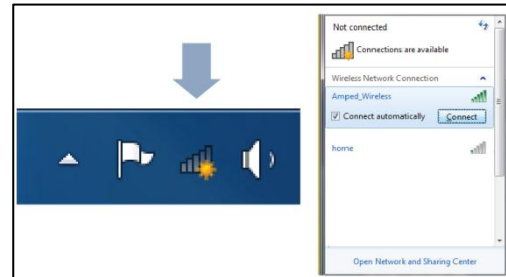 Not connected
Connections are available
Wireless Network Connection
Amped_Wireless
Connect automatically
Connect
home
Open Network and Sharing Center